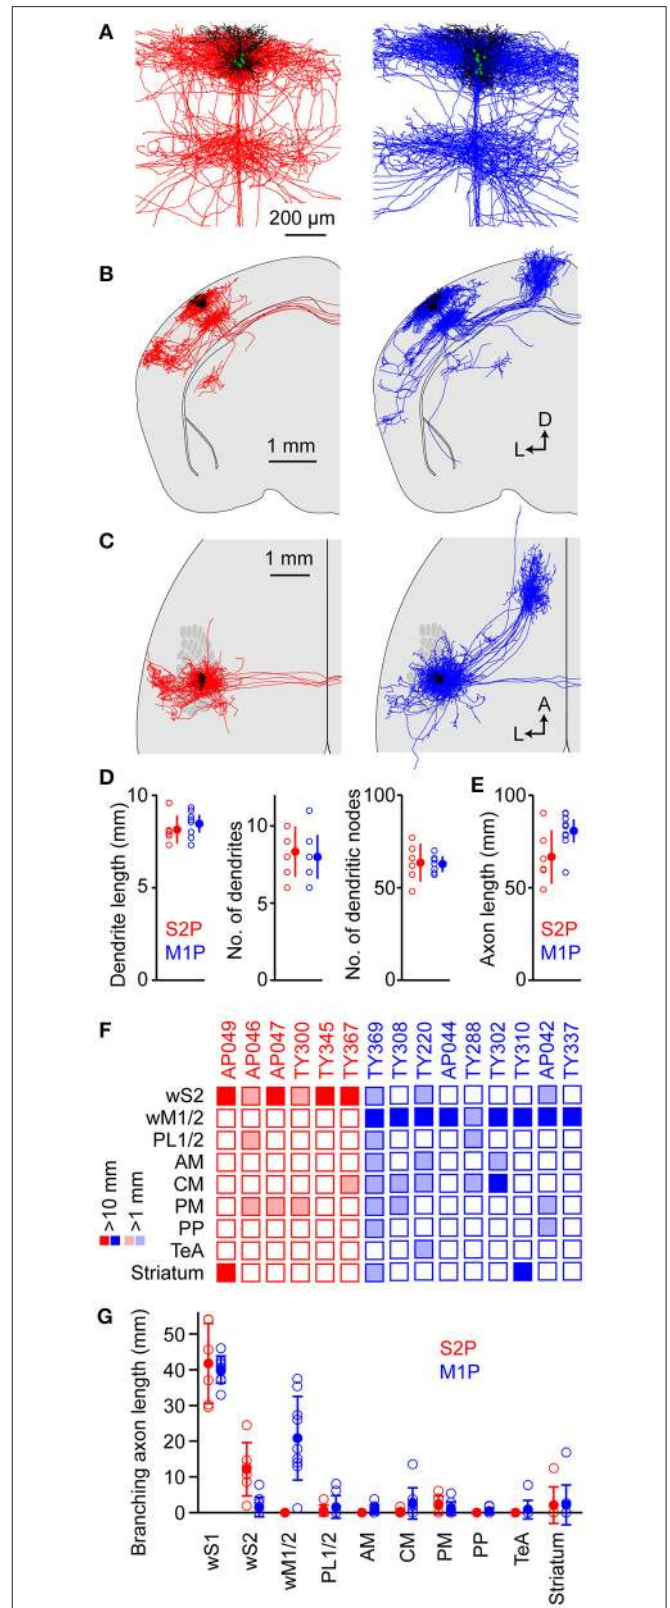 A
200 µm
B
1 mm
D
L
C
1 mm
A
L
D
Dendrite length (mm)
10
5
0
S2P
M1P
No. of dendrites
10
5
0
No. of dendritic nodes
100
50
0
E
Axon length (mm)
100
50
0
S2P
M1P
F
AP049
AP046
AP047
TY300
TY345
TY367
TY369
TY308
TY220
AP044
TY288
TY302
TY310
AP042
TY337
wS2
wM1/2
PL1/2
AM
CM
PM
PP
TeA
Striatum
>10 mm
>1 mm
G
Branching axon length (mm)
50
40
30
20
10
0
S2P
M1P
wS1
wS2
wM1/2
PL1/2
AM
CM
PM
PP
TeA
Striatum